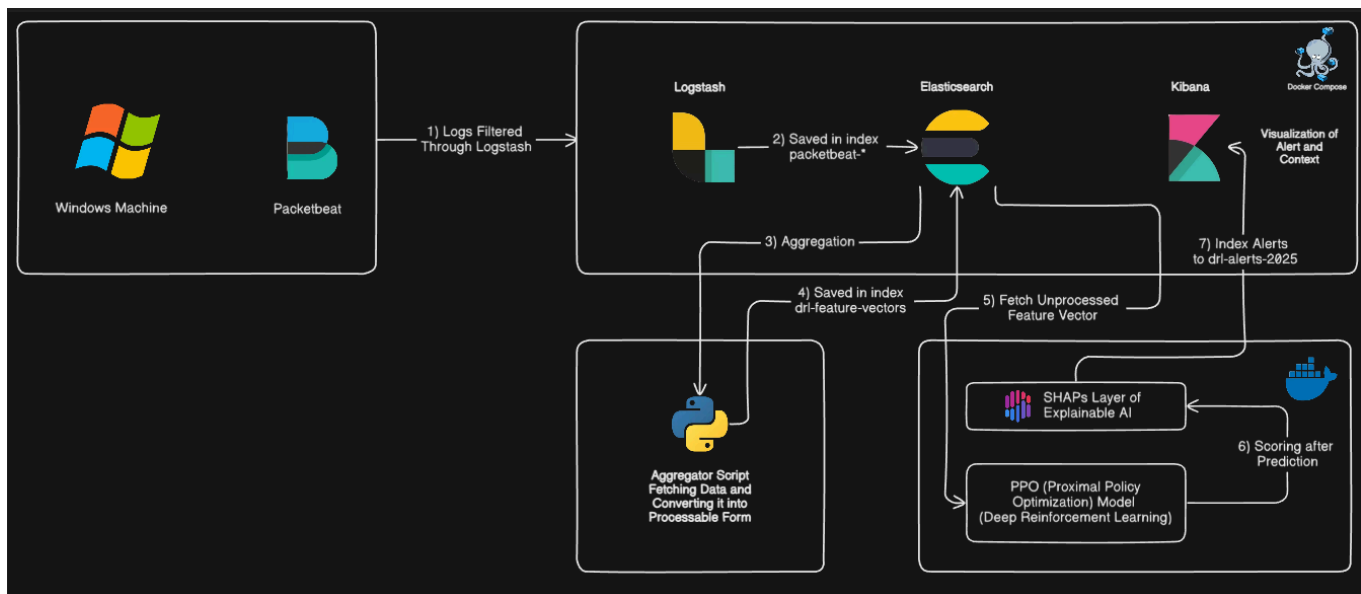 Windows Machine
Packetbeat
1) Logs Filtered
Through Logstash
Logstash
Elasticsearch
Kibana
Docker Compose
2) Saved in index
packetbeat-*
Visualization of
Alert and
Context
3) Aggregation
4) Saved in index
drl-feature-vectors
5) Fetch Unprocessed
Feature Vector
7) Index Alerts
to drl-alerts-2025
Aggregator Script
Fetching Data and
Converting it into
Processable Form
SHAPs Layer of
Explainable AI
6) Scoring after
Prediction
PPO (Proximal Policy
Optimization) Model
(Deep Reinforcement Learning)